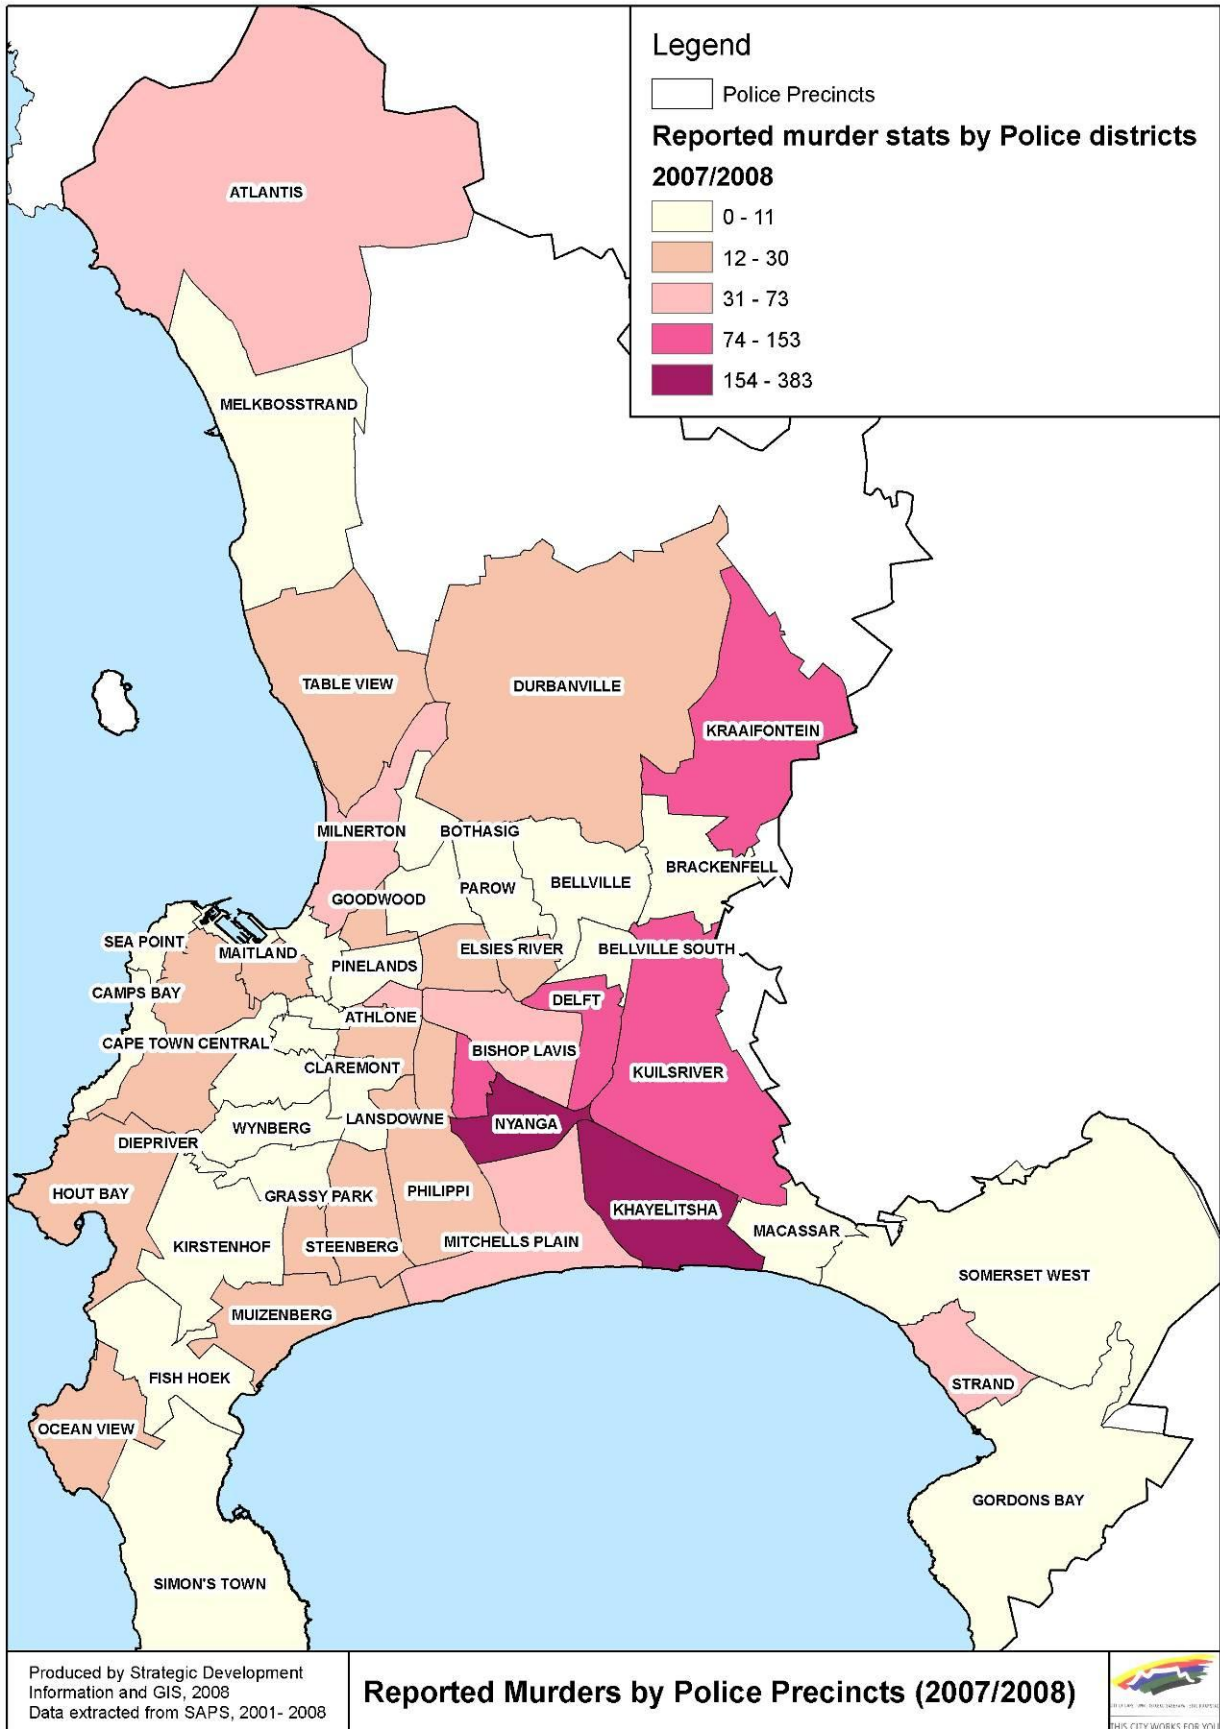 Legend
Police Precincts
Reported murder stats by Police districts
2007/2008
0 - 11
12 - 30
31 - 73
74 - 153
154 - 383
ATLANTIS
MELKBOSSTRAND
TABLE VIEW
DURBANVILLE
KRAAIFONTEIN
MILNERTON
BOTHASIG
BRACKENFELL
GOODWOOD
PAROW
BELLVILLE
SEA POINT
MAITLAND
PINELANDS
ELSIES RIVER
BELLVILLE SOUTH
CAMPS BAY
DELFT
ATHLONE
CAPE TOWN CENTRAL
BISHOP LAVIS
CLAREMONT
KUILSRIVER
LANSDOWNE
NYANGA
WYNBERG
DIEPRIVER
HOUT BAY
GRASSY PARK
PHILIPPI
KHAYELITSHA
MACASSAR
KIRSTENHOF
STEENBERG
MITCHELLS PLAIN
SOMERSET WEST
MUIZENBERG
FISH HOEK
STRAND
OCEAN VIEW
GORDONS BAY
SIMON'S TOWN
Produced by Strategic Development
Information and GIS, 2008
Data extracted from SAPS, 2001- 2008
Reported Murders by Police Precincts (2007/2008)
THIS CITY WORKS FOR YOU